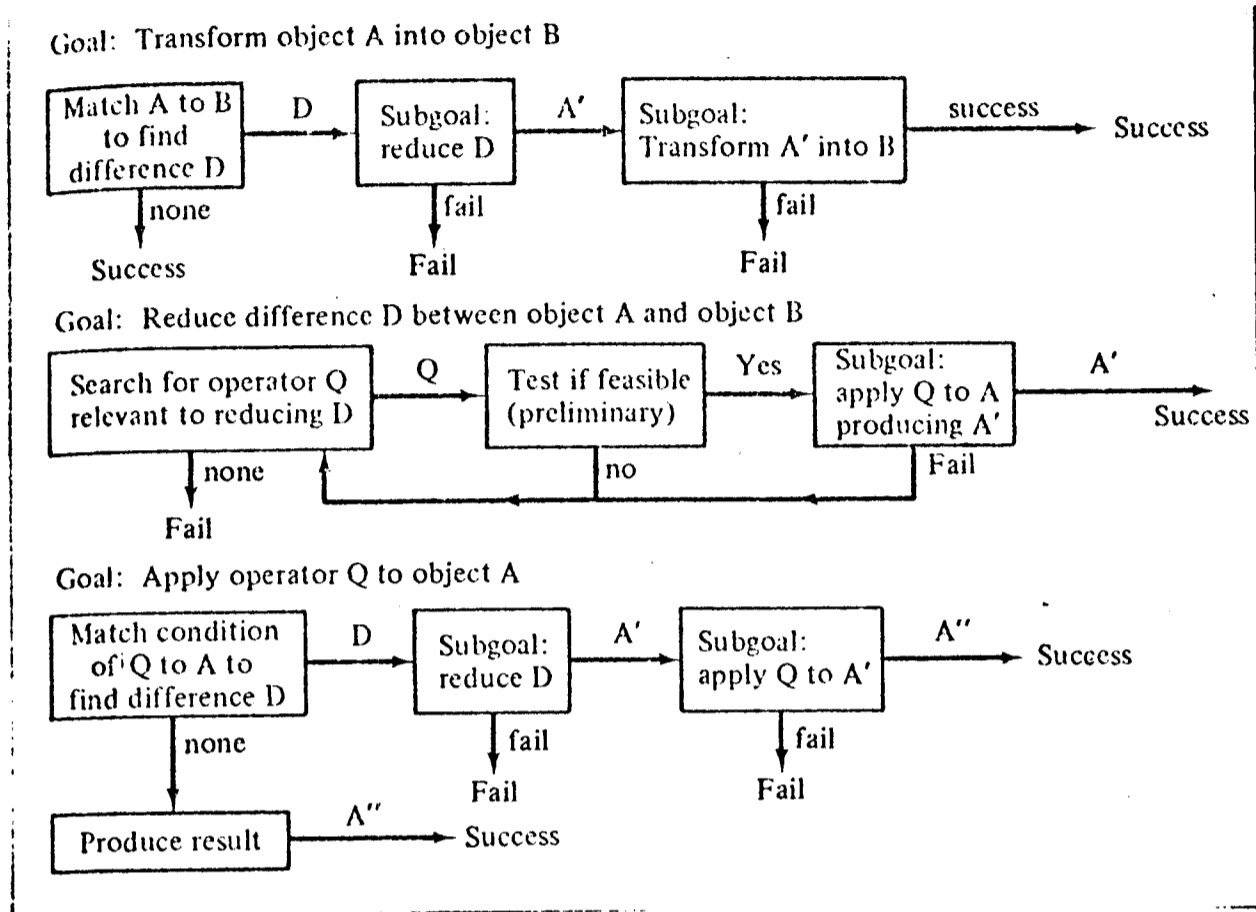 Goal: Transform object A into object B
Match A to B
to find
difference D
D
Subgoal:
reduce D
A′
Subgoal:
Transform A′ into B
success
Success
none
Success
fail
Fail
fail
Fail
Goal: Reduce difference D between object A and object B
Search for operator Q
relevant to reducing D
Q
Test if feasible
(preliminary)
Yes
Subgoal:
apply Q to A
producing A′
A′
Success
none
Fail
no
Fail
Goal: Apply operator Q to object A
Match condition
of Q to A to
find difference D
D
Subgoal:
reduce D
A′
Subgoal:
apply Q to A′
A′′
Success
none
fail
Fail
fail
Fail
Produce result
A′′
Success